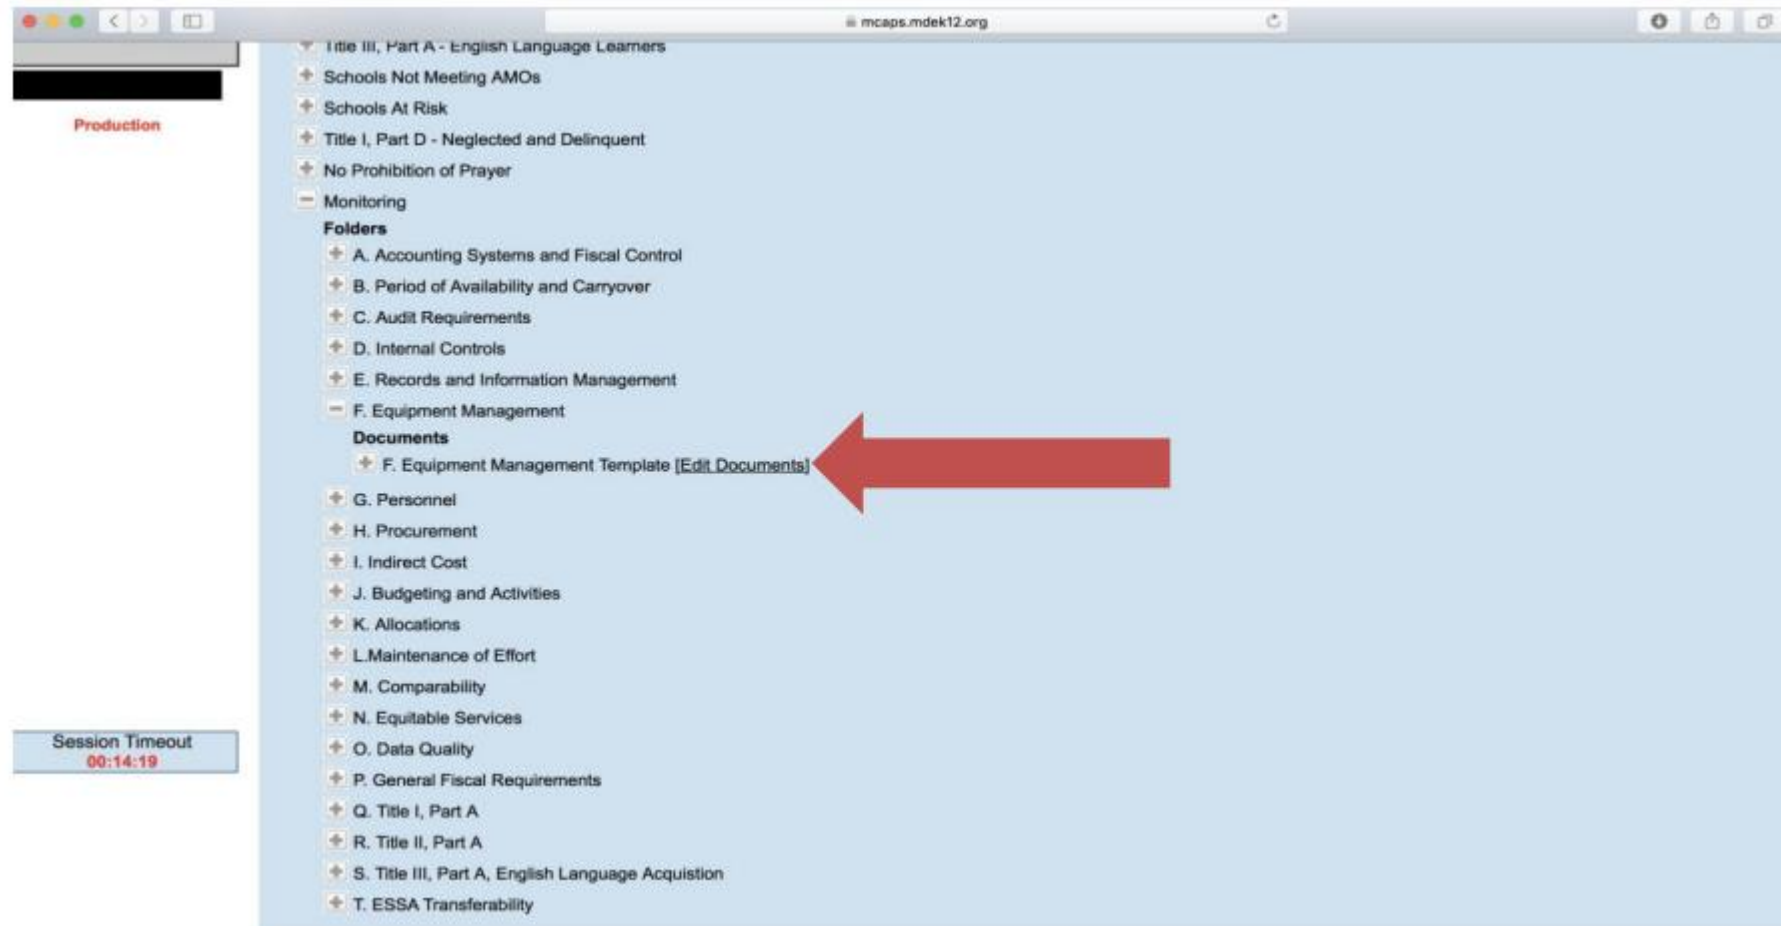 mcaps.mdek12.org
Title III, Part A - English Language Learners
Schools Not Meeting AMOs
Schools At Risk
Production
Title I, Part D - Neglected and Delinquent
No Prohibition of Prayer
Monitoring
Folders
A. Accounting Systems and Fiscal Control
B. Period of Availability and Carryover
C. Audit Requirements
D. Internal Controls
E. Records and Information Management
F. Equipment Management
Documents
F. Equipment Management Template [Edit Documents]
G. Personnel
H. Procurement
I. Indirect Cost
J. Budgeting and Activities
K. Allocations
L.Maintenance of Effort
M. Comparability
N. Equitable Services
Session Timeout
00:14:19
O. Data Quality
P. General Fiscal Requirements
Q. Title I, Part A
R. Title II, Part A
S. Title III, Part A, English Language Acquistion
T. ESSA Transferability